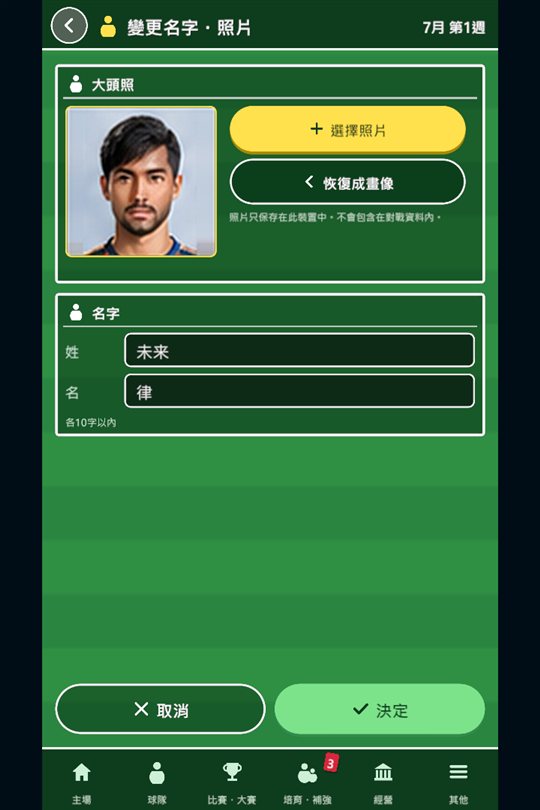 變更名字・照片
7月 第1週
大頭照
選擇照片
恢復成畫像
照片只保存在此裝置中。不會包含在對戰資料內。
名字
姓
未来
名
律
各10字以內
取消
決定
3
主場
球隊
比賽・大賽
培育・補強
經營
其他